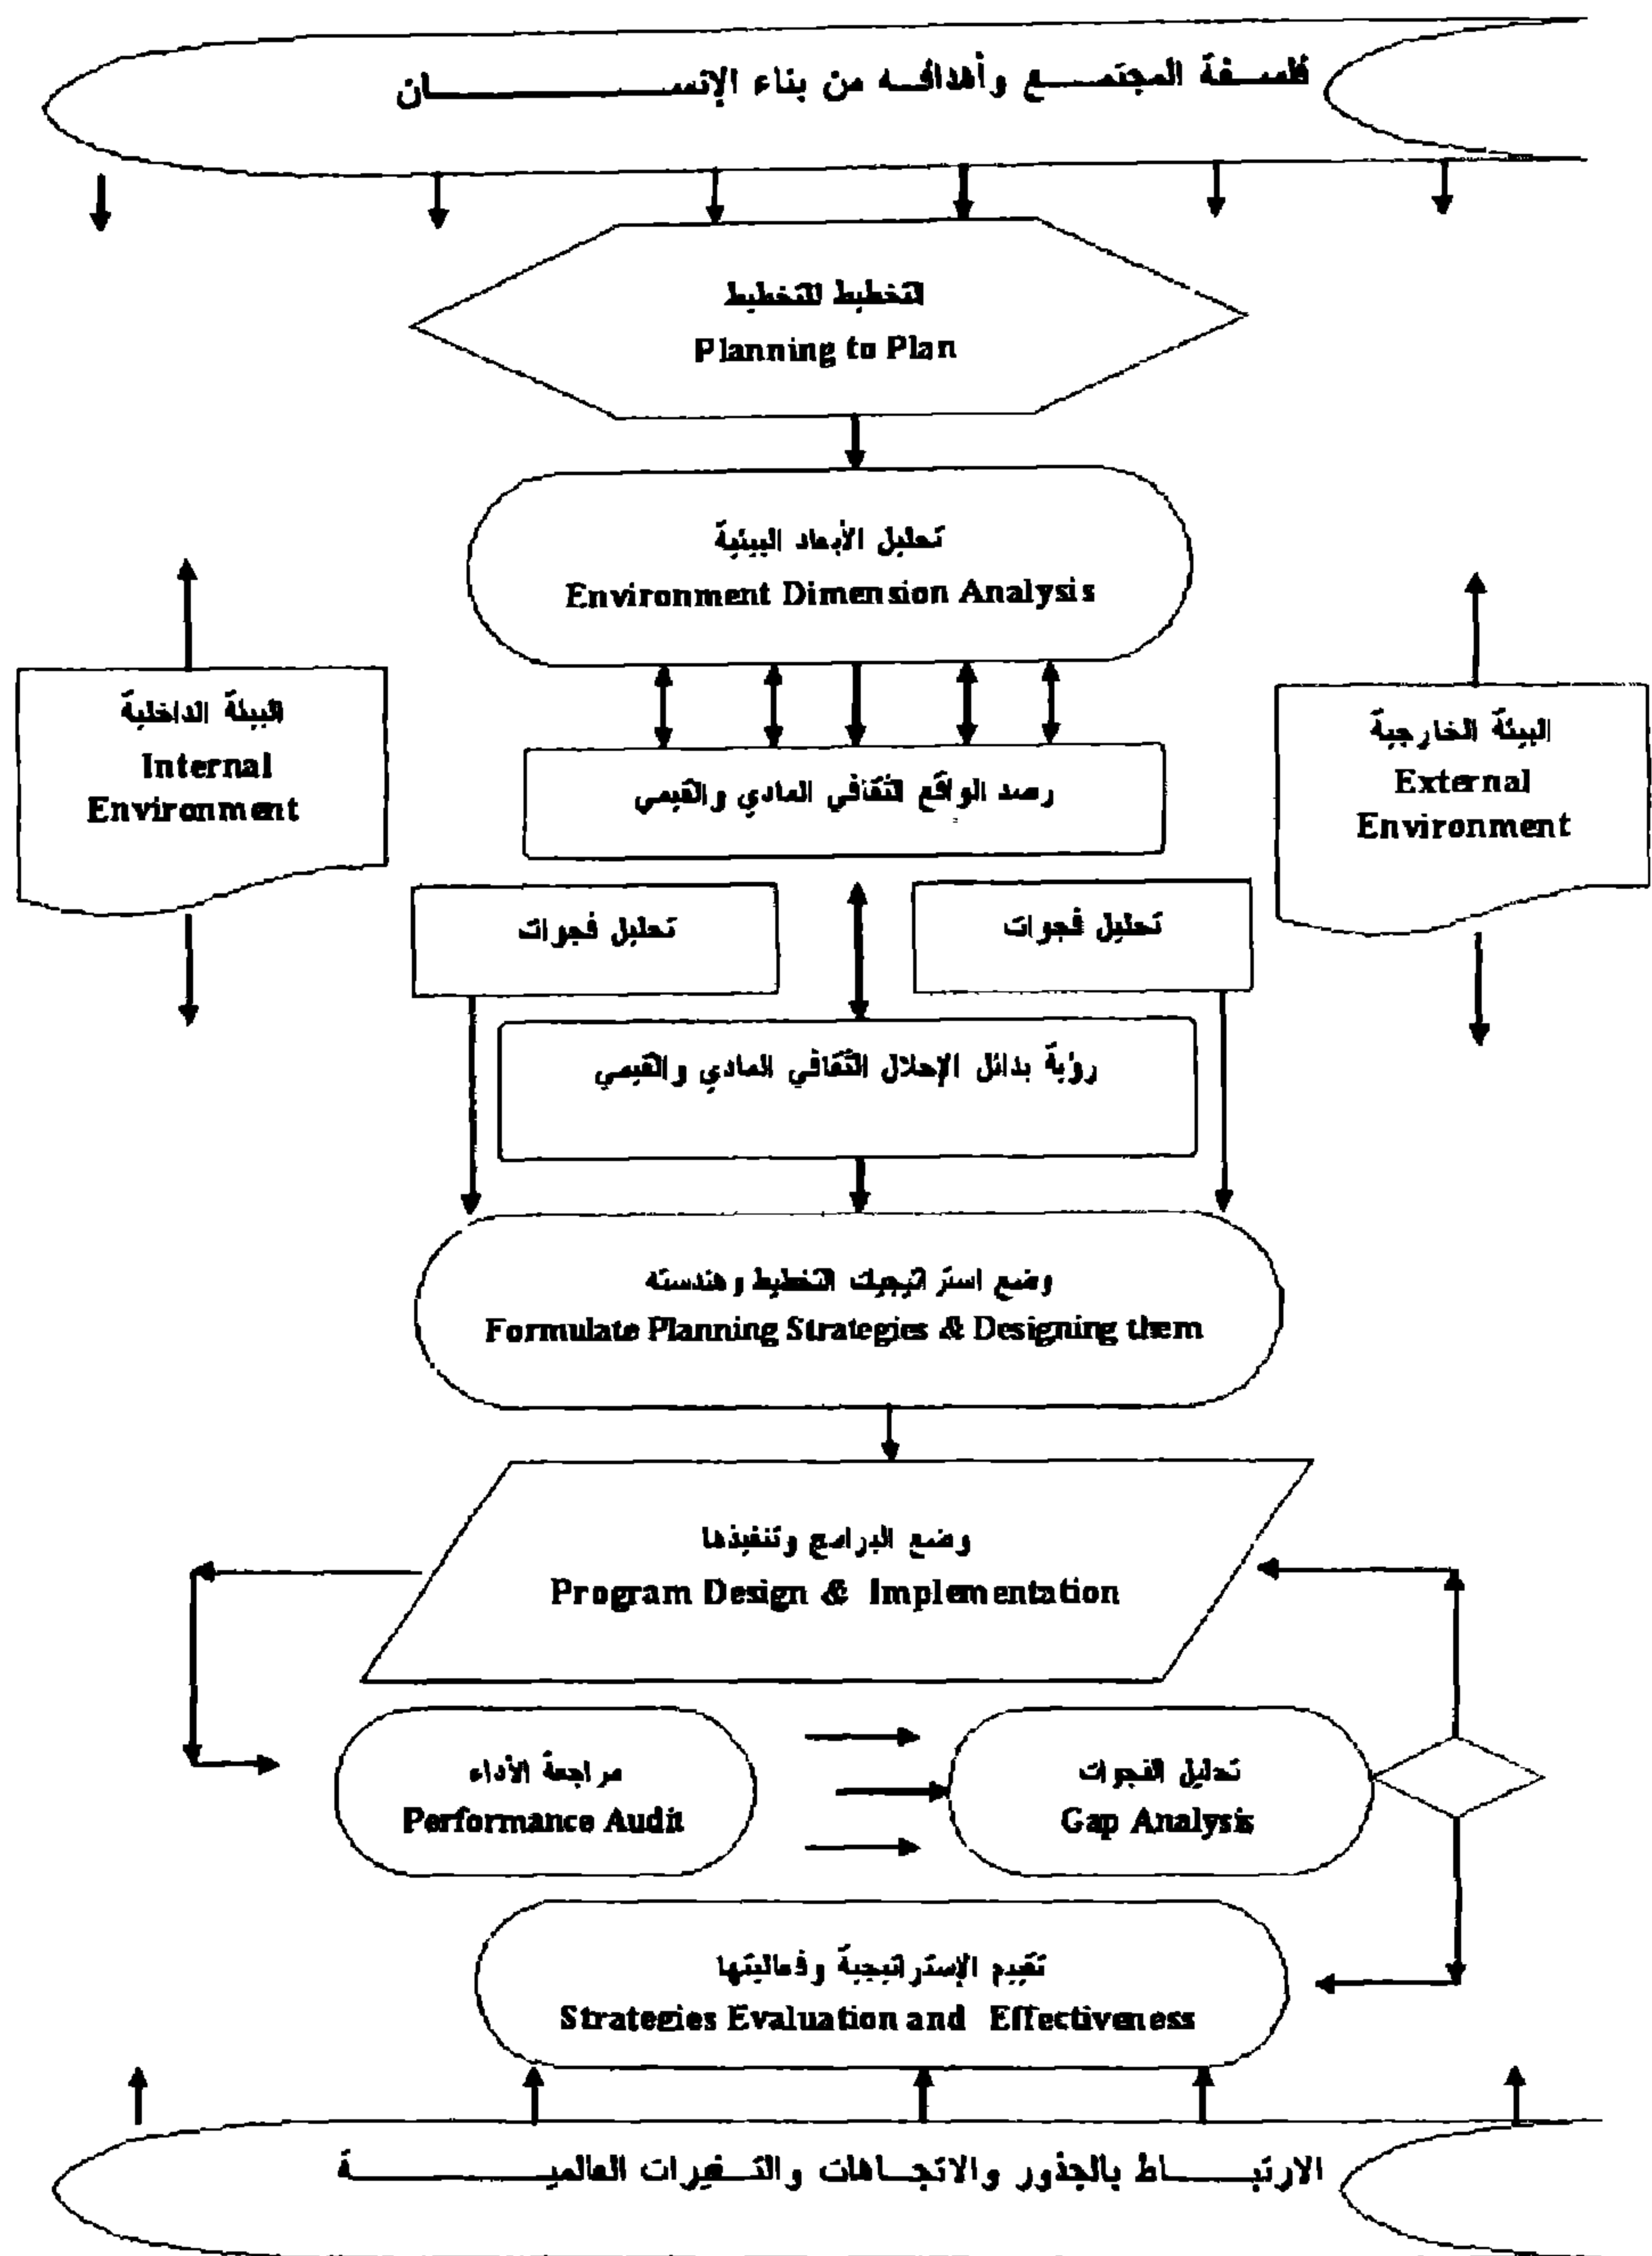 فلسفة المجتمع وأهدافه من بناء الإنسان
التخطيط للتخطيط
Planning to Plan
تحليل الأبعاد البيئية
Environment Dimension Analysis
البيئة الداخلية
Internal
Environment
البيئة الخارجية
External
Environment
رصد الواقع الثقافي المادي والقيمي
تحليل فجوات
تحليل فجوات
رؤية بدائل الإحلال الثقافي المادي والقيمي
وضع استراتيجيات التخطيط وهندسته
Formulate Planning Strategies & Designing them
وضع البرامج وتنفيذها
Program Design & Implementation
مراجعة الأداء
Performance Audit
تحليل الفجوات
Gap Analysis
تقييم الإستراتيجية وفعاليتها
Strategies Evaluation and Effectiveness
الارتباط بالجذور والاتجاهات والتغيرات العالمية